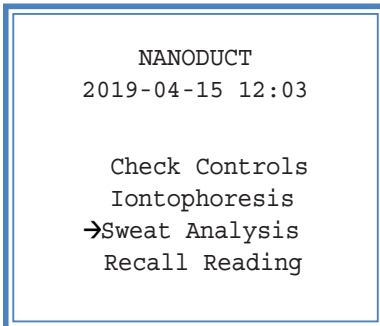 NANODUCT
2019-04-15 12:03
Check Controls
Iontophoresis
→Sweat Analysis
Recall Reading